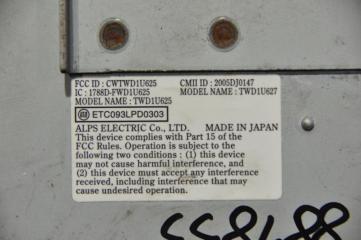 FCC ID : CWTWD1U625 CMII ID : 2005DJ0147
IC : 1788D-FWD1U625 MODEL NAME : TWD1U627
MODEL NAME : TWD1U625
ETC093LPD0303
ALPS ELECTRIC Co., LTD. MADE IN JAPAN
This device complies with Part 15 of the
FCC Rules. Operation is subject to the
following two conditions : (1) this device
may not cause harmful interference, and
(2) this device must accept any interference
received, including interference that may
cause undesired operation.